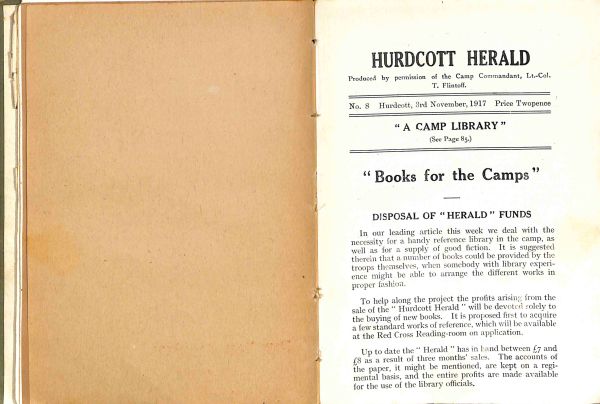 HURDCOTT HERALD
Produced by permission of the Camp Commandant, Lt.-Col.
T. Flintoff.
No. 8 Hurdcott, 3rd November, 1917 Price Twopence
"A CAMP LIBRARY"
(See Page 85.)
"Books for the Camps"
DISPOSAL OF "HERALD" FUNDS
In our leading article this week we deal with the
necessity for a handy reference library in the camp, as
well as for a supply of good fiction. It is suggested
therein that a number of books could be provided by the
troops themselves, when somebody with library experi-
ence might be able to arrange the different works in
proper fashion.
To help along the project the profits arising from the
sale of the "Hurdcott Herald" will be devoted solely to
the buying of new books. It is proposed first to acquire
a few standard works of reference, which will be available
at the Red Cross Reading-room on application.
Up to date the "Herald" has in hand between £7 and
£8 as a result of three months' sales. The accounts of
the paper, it might be mentioned, are kept on a regi-
mental basis, and the entire profits are made available
for the use of the library officials.